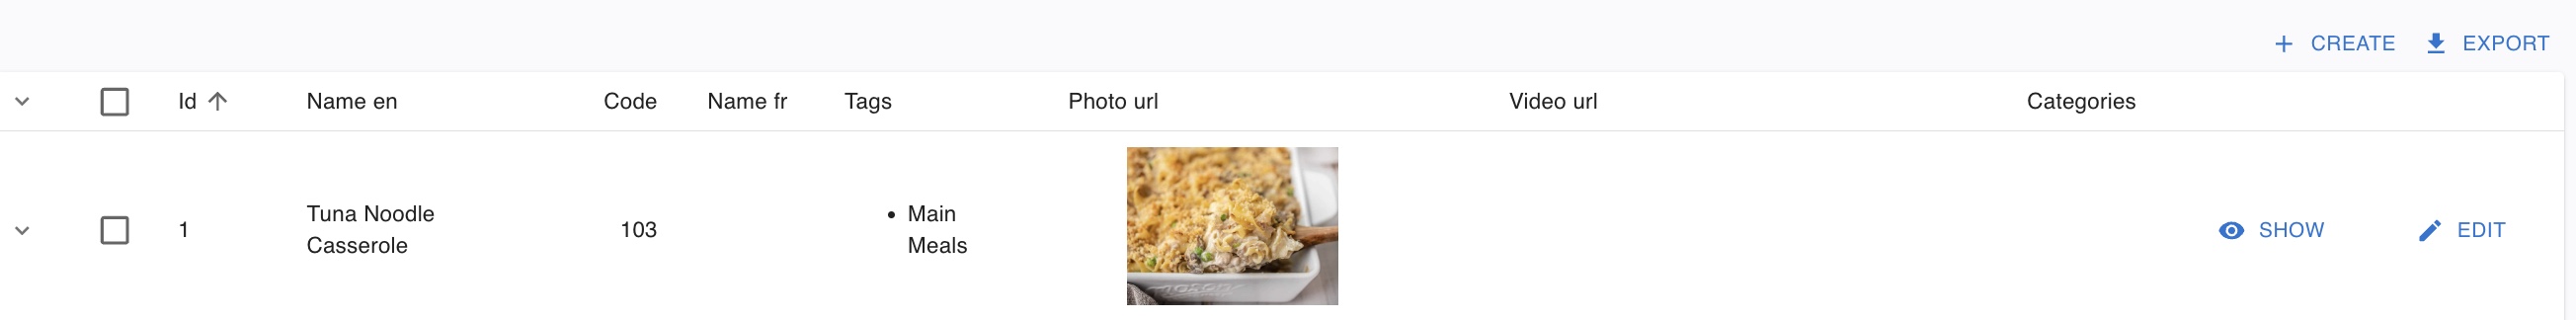 CREATE EXPORT
Id Name en Code Name fr Tags Photo url Video url Categories
1 Tuna Noodle Casserole 103 Main Meals SHOW EDIT